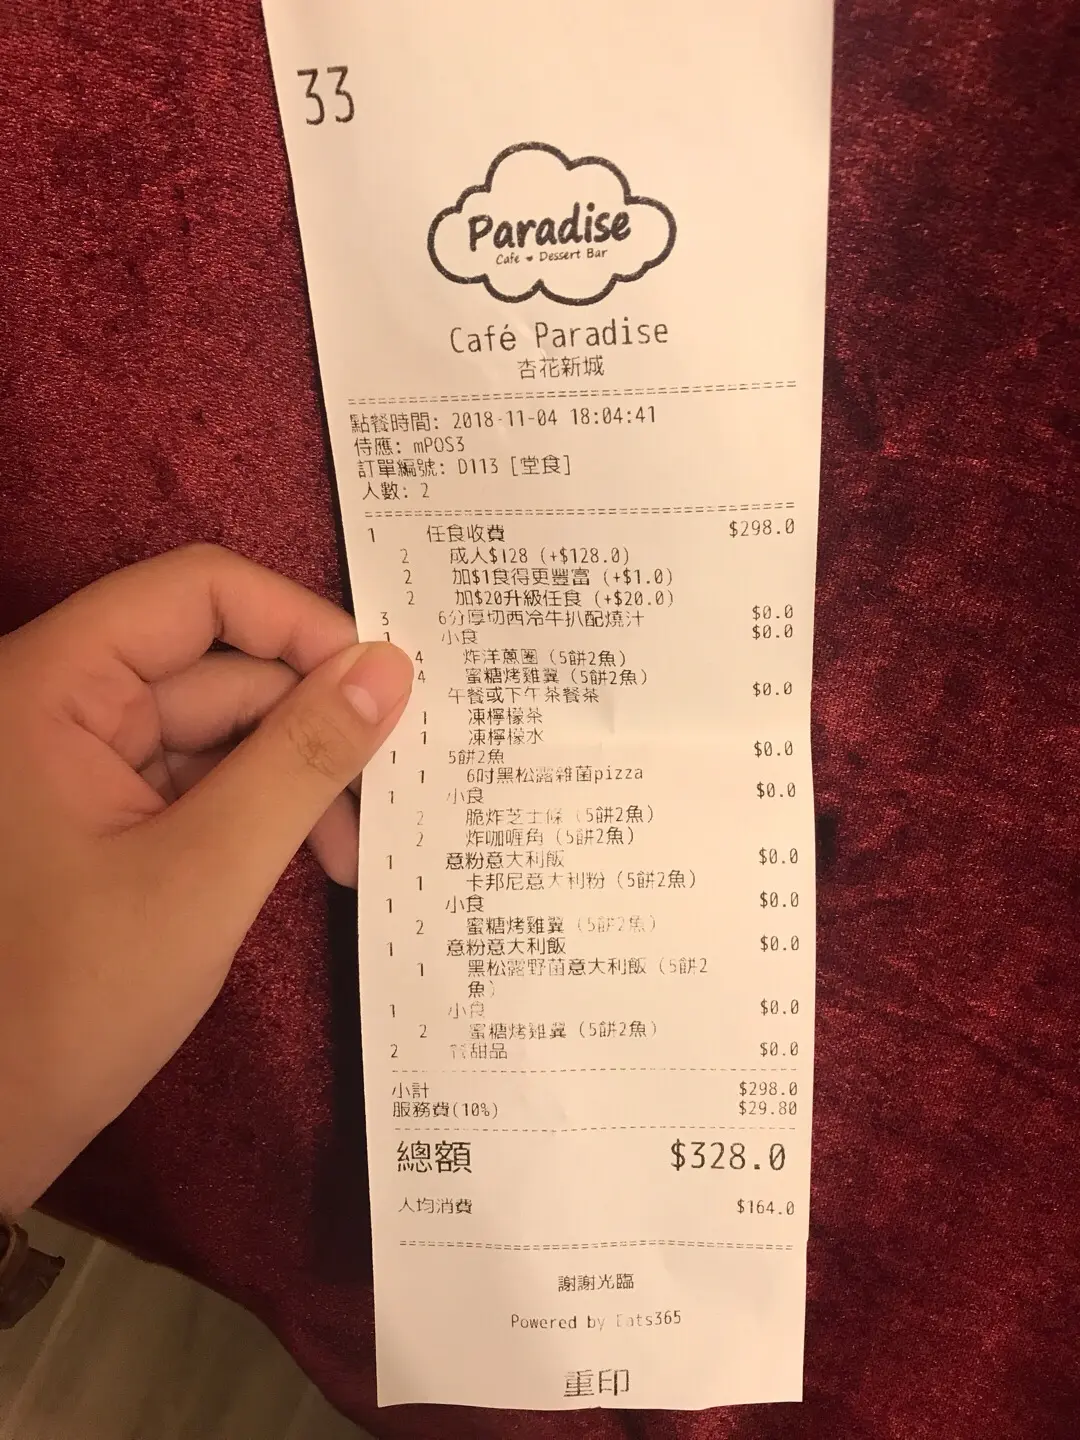 33
Paradise
Cafe ♥ Dessert Bar
Café Paradise
杏花新城
點餐時間: 2018-11-04 18:04:41
侍應: mPOS3
訂單編號: D113 [堂食]
人數: 2
1 任食收費 $298.0
2 成人$128 (+$128.0)
2 加$1食得更豐富 (+$1.0)
2 加$20升級任食 (+$20.0)
3 6分厚切西冷牛扒配燒汁 $0.0
1 小食 $0.0
4 炸洋蔥圈 (5餅2魚)
4 蜜糖烤雞翼 (5餅2魚)
午餐或下午茶餐茶 $0.0
1 凍檸檬茶
1 凍檸檬水
1 5餅2魚 $0.0
1 6吋黑松露雜菌pizza
1 小食 $0.0
2 脆炸芝士條 (5餅2魚)
2 炸咖喱角 (5餅2魚)
1 意粉意大利飯 $0.0
1 卡邦尼意大利粉 (5餅2魚)
1 小食 $0.0
2 蜜糖烤雞翼 (5餅2魚)
1 意粉意大利飯 $0.0
1 黑松露野菌意大利飯 (5餅2
魚)
1 小食 $0.0
2 蜜糖烤雞翼 (5餅2魚)
2 餐甜品 $0.0
小計 $298.0
服務費(10%) $29.80
總額 $328.0
人均消費 $164.0
謝謝光臨
Powered by Eats365
重印